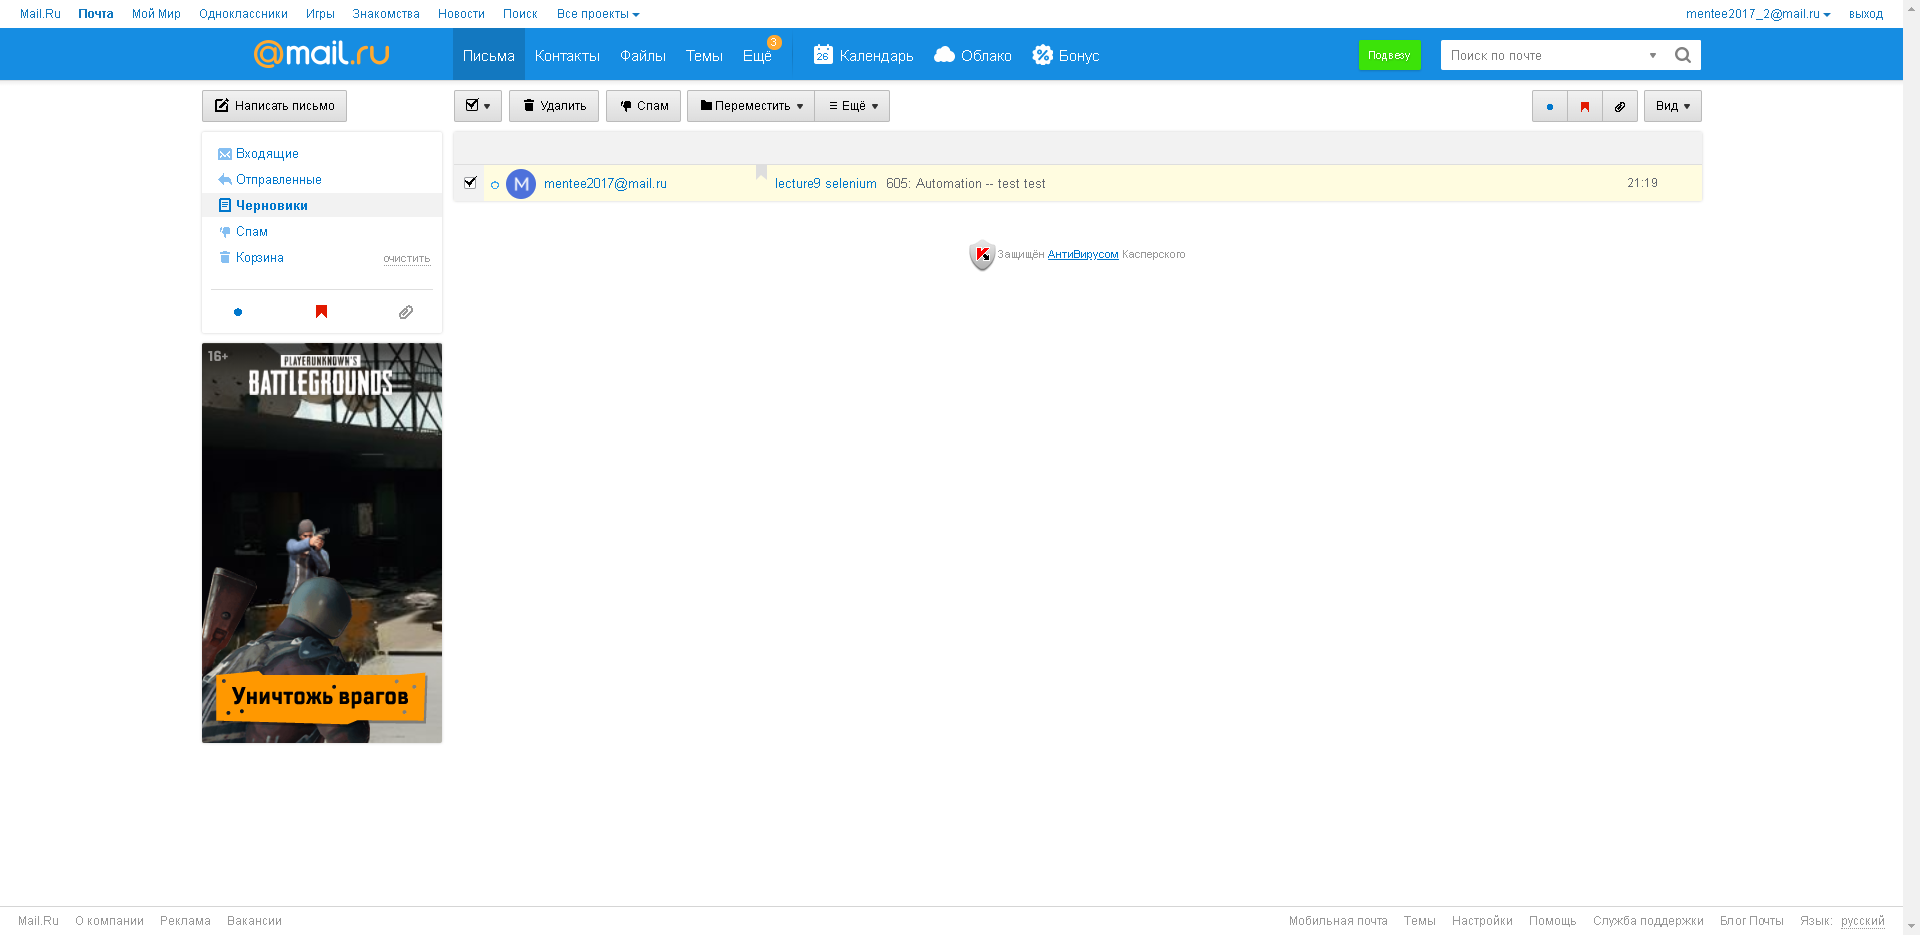 Mail.Ru Почта Мой Мир Одноклассники Игры Знакомства Новости Поиск Все проекты mentee2017_2@mail.ru выход
@mail.ru Письма Контакты Файлы Темы Ещё 3 26 Календарь Облако Бонус Подвезу Поиск по почте
Написать письмо Удалить Спам Переместить Ещё Вид
Входящие
Отправленные
Черновики
Спам
Корзина очистить
M mentee2017@mail.ru lecture9 selenium 605: Automation -- test test 21:19
Защищён АнтиВирусом Касперского
16+
PLAYERUNKNOWN'S
BATTLEGROUNDS
Уничтожь врагов
Mail.Ru О компании Реклама Вакансии Мобильная почта Темы Настройки Помощь Служба поддержки Блог Почты Язык: русский